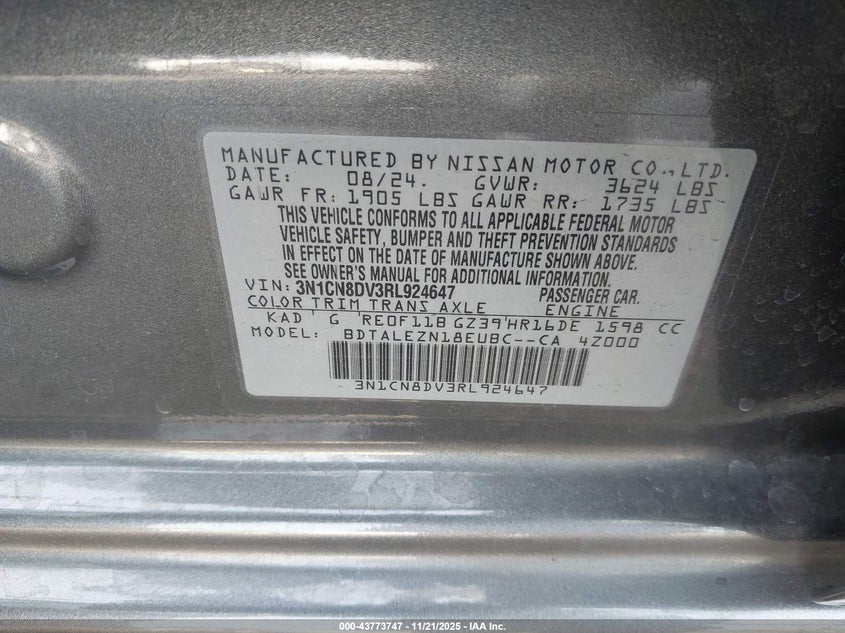 MANUFACTURED BY NISSAN MOTOR CO., LTD.
DATE: 08/24. GVWR: 3624 LBS
GAWR FR: 1905 LBS GAWR RR: 1735 LBS
THIS VEHICLE CONFORMS TO ALL APPLICABLE FEDERAL MOTOR
VEHICLE SAFETY, BUMPER AND THEFT PREVENTION STANDARDS
IN EFFECT ON THE DATE OF MANUFACTURE SHOWN ABOVE.
SEE OWNER'S MANUAL FOR ADDITIONAL INFORMATION.
VIN: 3N1CN8DV3RL924647 PASSENGER CAR.
COLOR TRIM TRANS AXLE ENGINE
KAD ' G 'RE0F11B GZ39'HR16DE 1598 CC
MODEL: BDTALEZN18EUBC--CA 4Z000
3N1CN8DV3RL924647
000-43773747 - 11/21/2025 - IAA Inc.